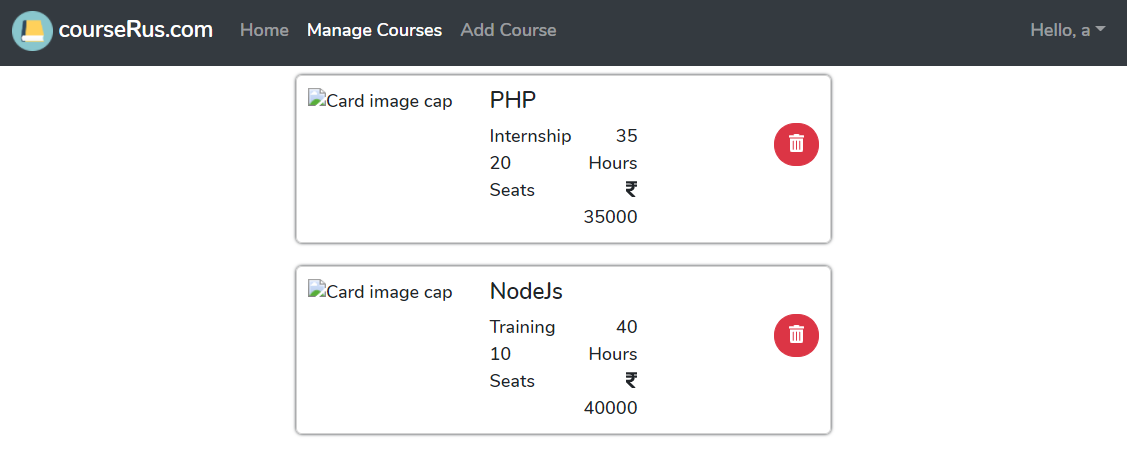 courseRus.com Home Manage Courses Add Course Hello, a
Card image cap
PHP
Internship 35
20 Hours
Seats ₹
35000
Card image cap
NodeJs
Training 40
10 Hours
Seats ₹
40000